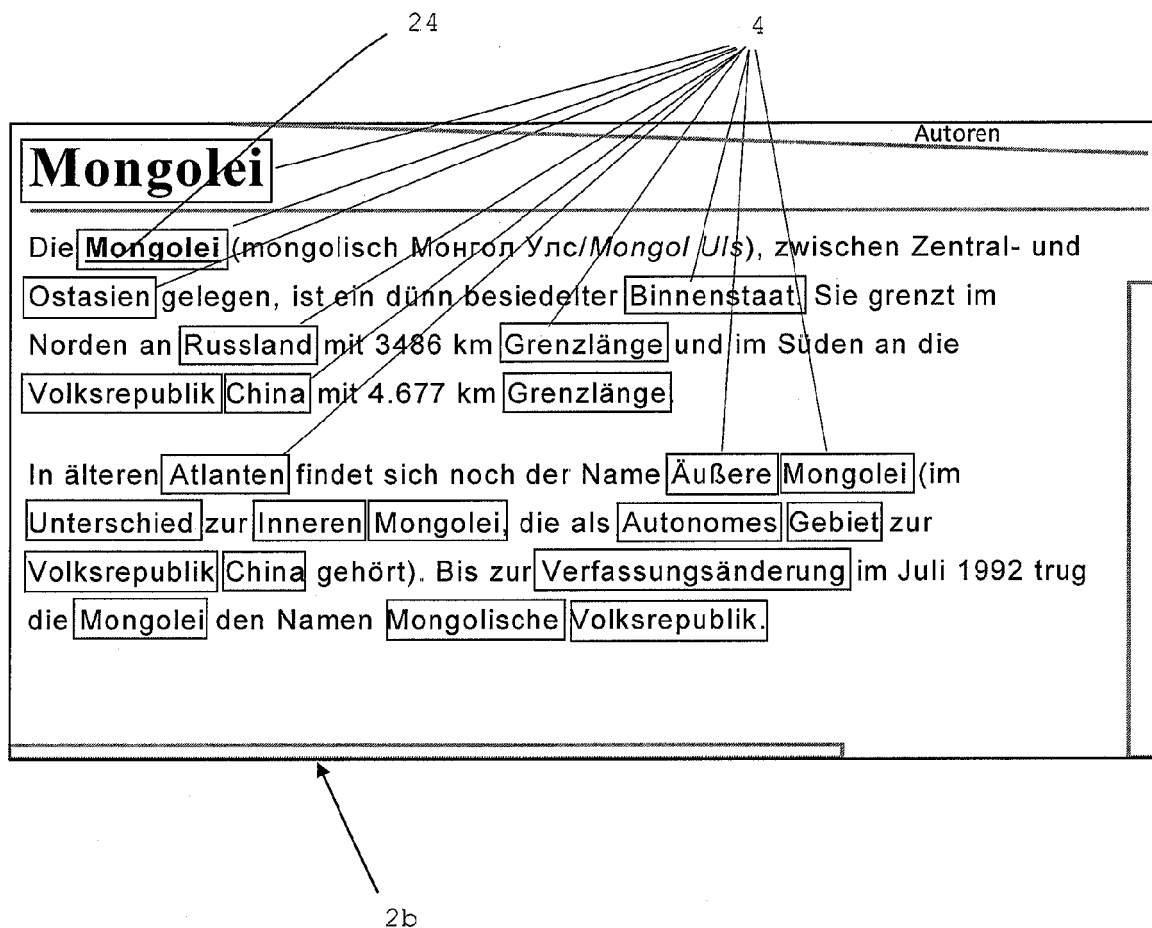 24
4
Autoren
Mongolei
Die Mongolei (mongolisch Монгол Улс/Mongol Uls), zwischen Zentral- und
Ostasien gelegen, ist ein dünn besiedelter Binnenstaat. Sie grenzt im
Norden an Russland mit 3486 km Grenzlänge und im Süden an die
Volksrepublik China mit 4.677 km Grenzlänge.
In älteren Atlanten findet sich noch der Name Äußere Mongolei (im
Unterschied zur Inneren Mongolei, die als Autonomes Gebiet zur
Volksrepublik China gehört). Bis zur Verfassungsänderung im Juli 1992 trug
die Mongolei den Namen Mongolische Volksrepublik.
2b